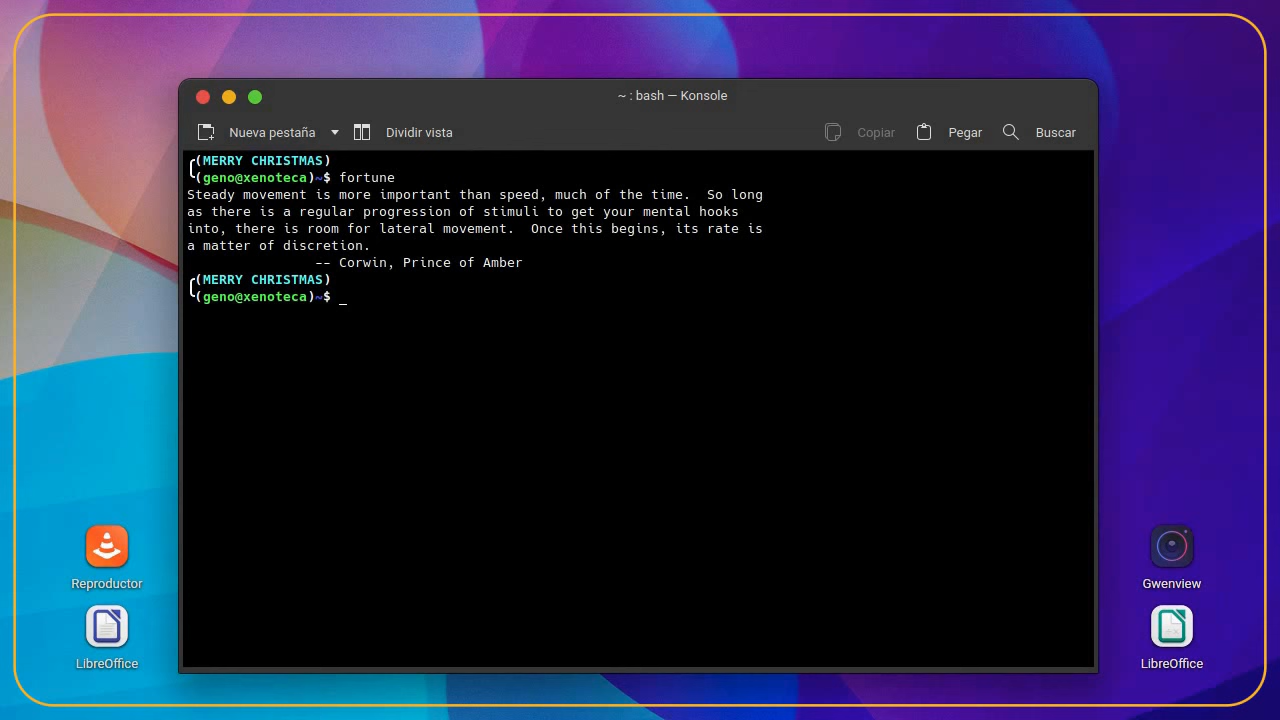 ~ : bash — Konsole
Nueva pestaña
Dividir vista
Copiar
Pegar
Buscar
(MERRY CHRISTMAS)
(geno@xenoteca)~$ fortune
Steady movement is more important than speed, much of the time.  So long
as there is a regular progression of stimuli to get your mental hooks
into, there is room for lateral movement.  Once this begins, its rate is
a matter of discretion.
-- Corwin, Prince of Amber
(MERRY CHRISTMAS)
(geno@xenoteca)~$ _
Reproductor
Gwenview
LibreOffice
LibreOffice